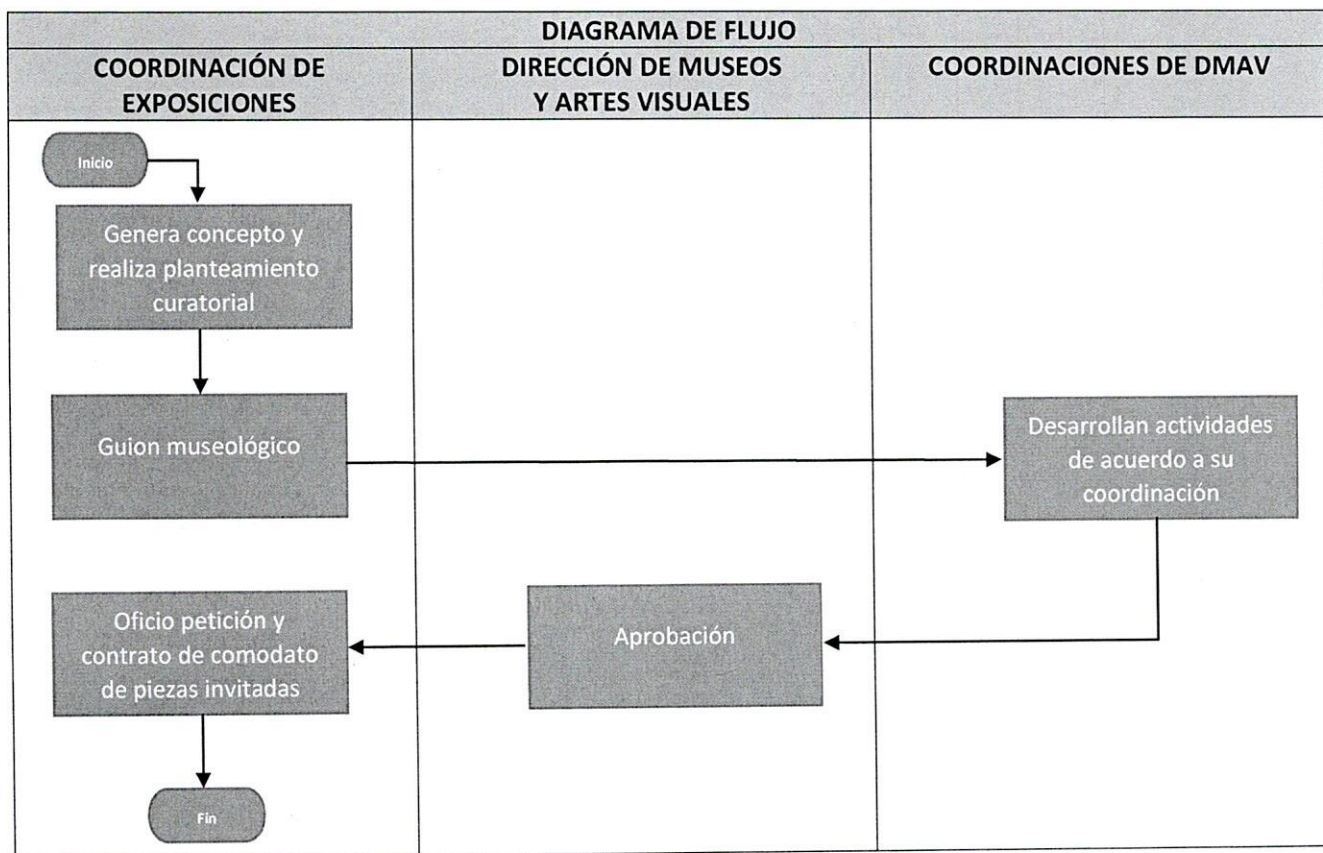 DIAGRAMA DE FLUJO
COORDINACIÓN DE
EXPOSICIONES
DIRECCIÓN DE MUSEOS
Y ARTES VISUALES
COORDINACIONES DE DMAV
Inicio
Genera concepto y
realiza planteamiento
curatorial
Guion museológico
Desarrollan actividades
de acuerdo a su
coordinación
Aprobación
Oficio petición y
contrato de comodato
de piezas invitadas
Fin